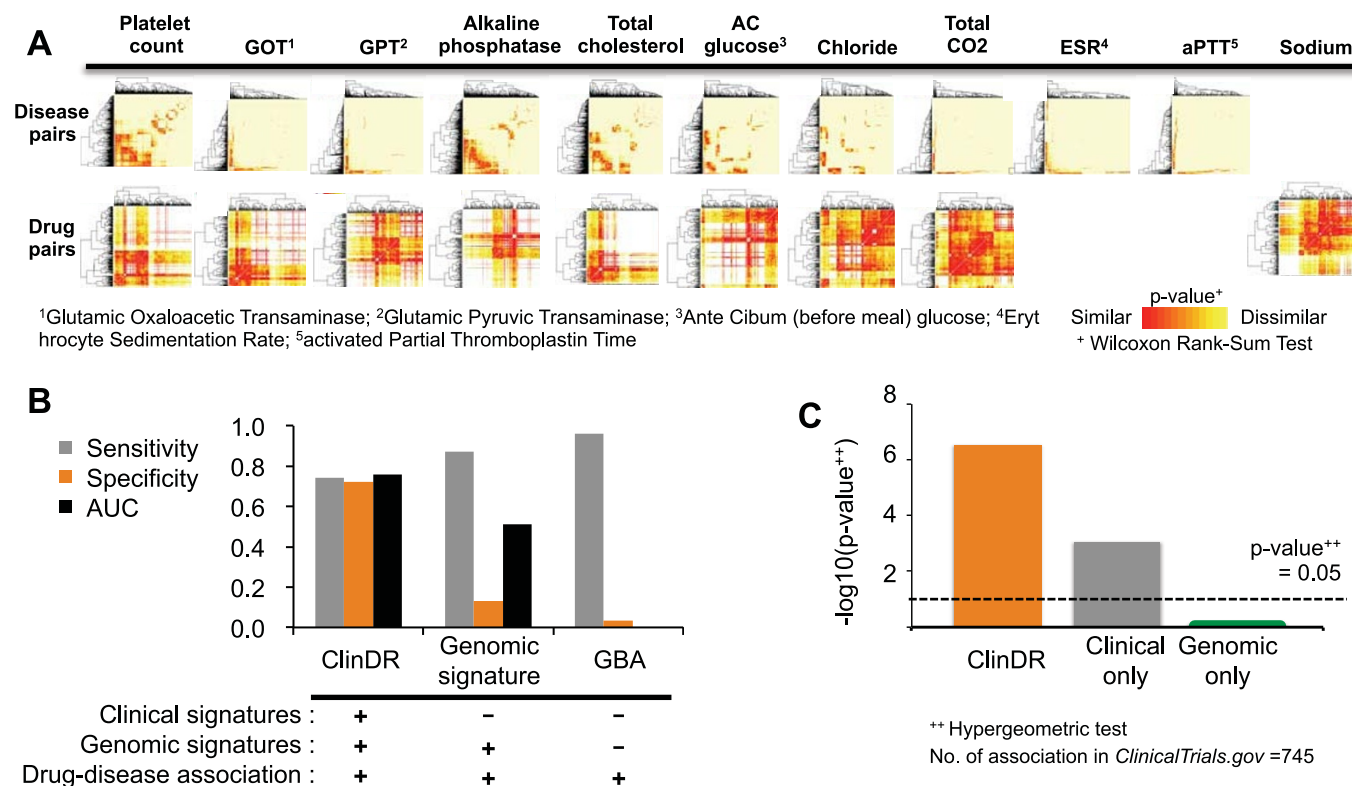 A
Platelet
count
GOT¹
GPT²
Alkaline
phosphatase
Total
cholesterol
AC
glucose³
Chloride
Total
CO2
ESR⁴
aPTT⁵
Sodium
Disease
pairs
Drug
pairs
¹Glutamic Oxaloacetic Transaminase; ²Glutamic Pyruvic Transaminase; ³Ante Cibum (before meal) glucose; ⁴Eryt
hrocyte Sedimentation Rate; ⁵activated Partial Thromboplastin Time
p-value⁺
Similar Dissimilar
⁺ Wilcoxon Rank-Sum Test
B
Sensitivity
Specificity
AUC
1.0
0.8
0.6
0.4
0.2
0.0
ClinDR
Genomic
signature
GBA
Clinical signatures : + − −
Genomic signatures : + + −
Drug-disease association : + + +
C
-log10(p-value⁺⁺)
8
6
4
2
p-value⁺⁺
= 0.05
ClinDR
Clinical
only
Genomic
only
⁺⁺ Hypergeometric test
No. of association in ClinicalTrials.gov =745